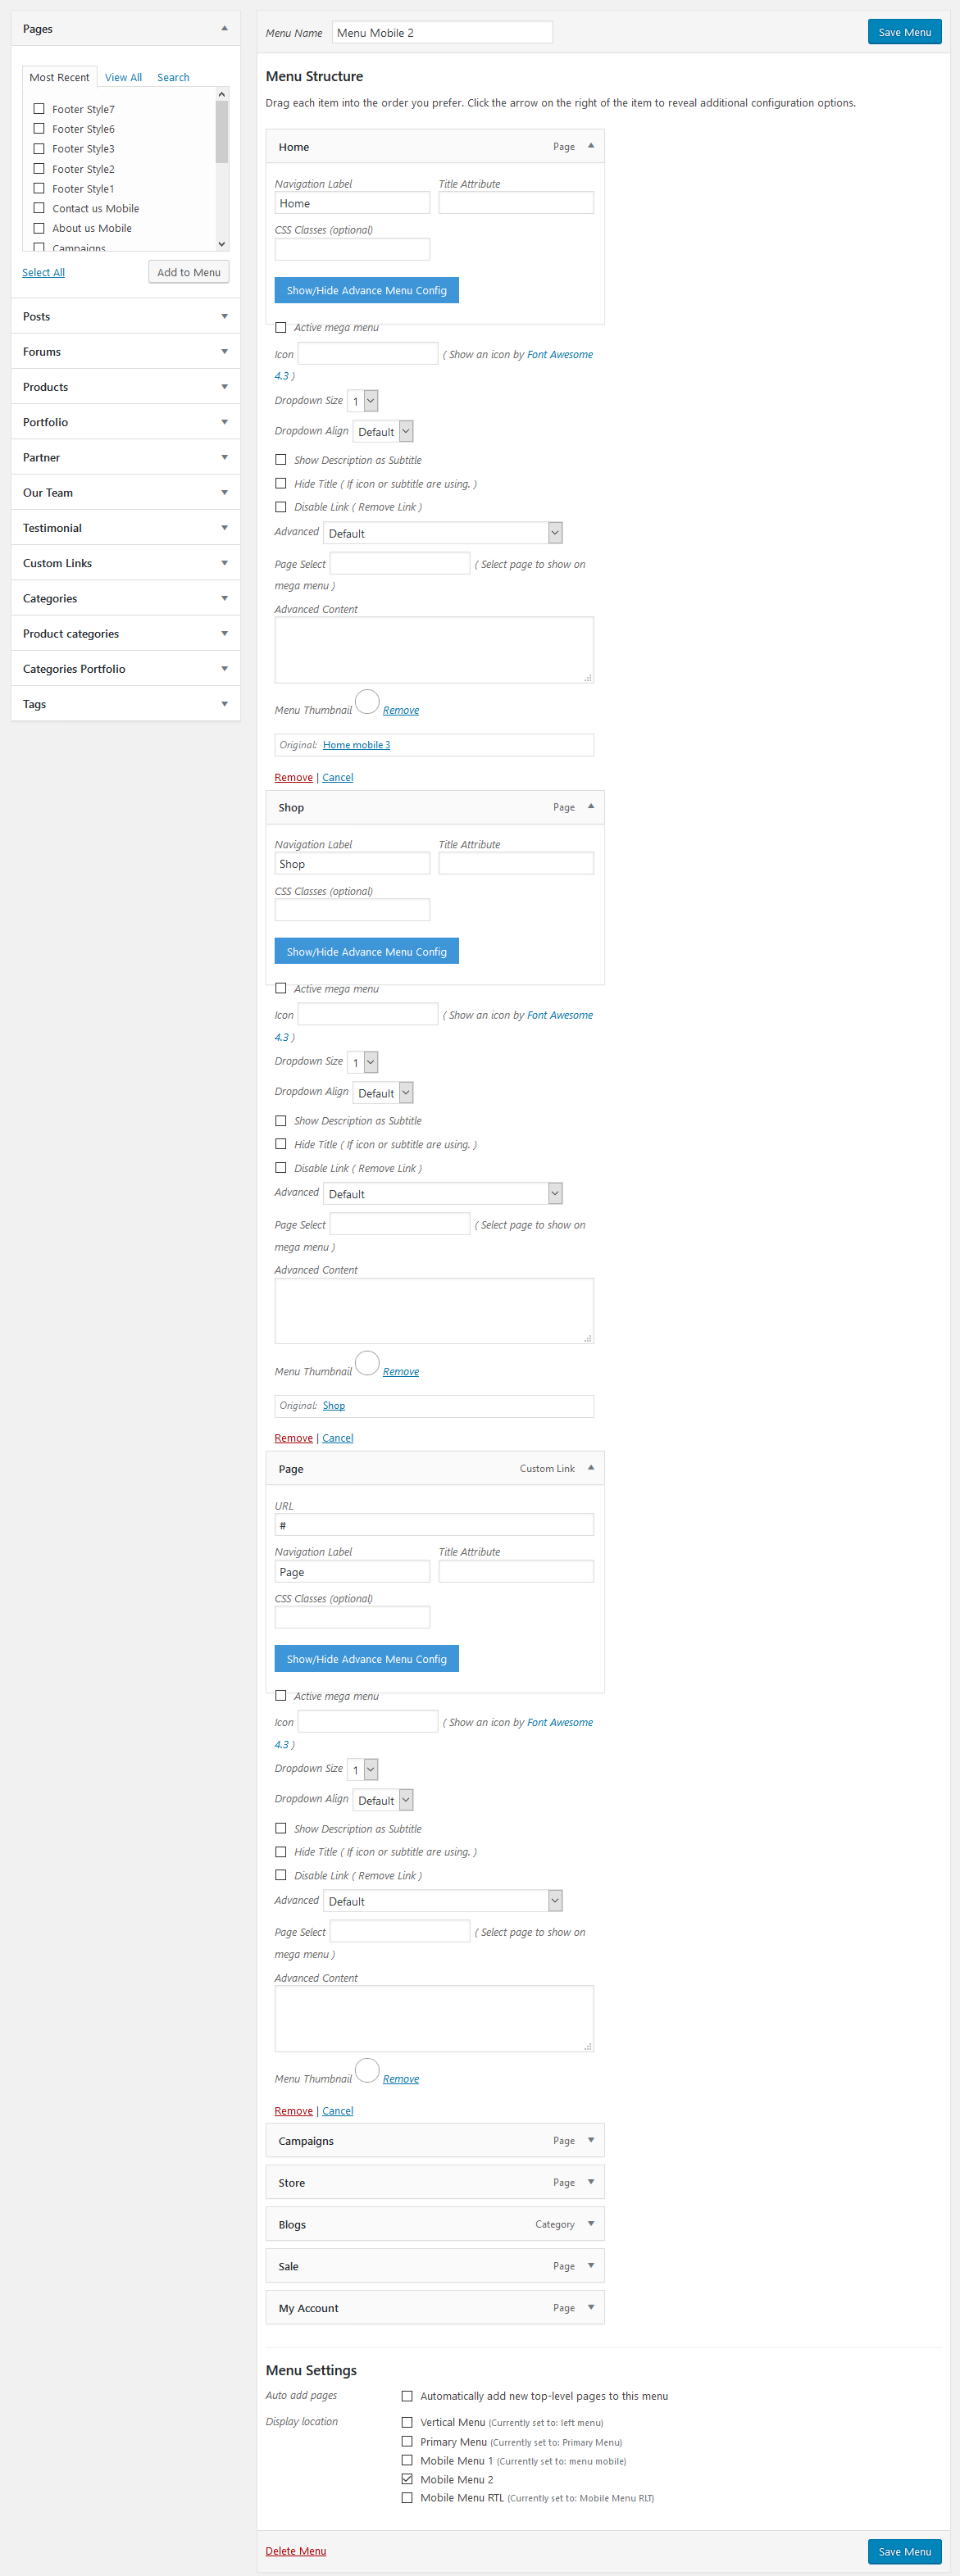 Pages
Most Recent View All Search
Footer Style7
Footer Style6
Footer Style3
Footer Style2
Footer Style1
Contact us Mobile
About us Mobile
Campaigns
Select All Add to Menu
Posts
Forums
Products
Portfolio
Partner
Our Team
Testimonial
Custom Links
Categories
Product categories
Categories Portfolio
Tags
Menu Name Menu Mobile 2 Save Menu
Menu Structure
Drag each item into the order you prefer. Click the arrow on the right of the item to reveal additional configuration options.
Home Page
Navigation Label Title Attribute
Home
CSS Classes (optional)
Show/Hide Advance Menu Config
Active mega menu
Icon ( Show an icon by Font Awesome
4.3 )
Dropdown Size 1
Dropdown Align Default
Show Description as Subtitle
Hide Title ( If icon or subtitle are using. )
Disable Link ( Remove Link )
Advanced Default
Page Select ( Select page to show on
mega menu )
Advanced Content
Menu Thumbnail Remove
Original: Home mobile 3
Remove | Cancel
Shop Page
Navigation Label Title Attribute
Shop
CSS Classes (optional)
Show/Hide Advance Menu Config
Active mega menu
Icon ( Show an icon by Font Awesome
4.3 )
Dropdown Size 1
Dropdown Align Default
Show Description as Subtitle
Hide Title ( If icon or subtitle are using. )
Disable Link ( Remove Link )
Advanced Default
Page Select ( Select page to show on
mega menu )
Advanced Content
Menu Thumbnail Remove
Original: Shop
Remove | Cancel
Page Custom Link
URL
#
Navigation Label Title Attribute
Page
CSS Classes (optional)
Show/Hide Advance Menu Config
Active mega menu
Icon ( Show an icon by Font Awesome
4.3 )
Dropdown Size 1
Dropdown Align Default
Show Description as Subtitle
Hide Title ( If icon or subtitle are using. )
Disable Link ( Remove Link )
Advanced Default
Page Select ( Select page to show on
mega menu )
Advanced Content
Menu Thumbnail Remove
Remove | Cancel
Campaigns Page
Store Page
Blogs Category
Sale Page
My Account Page
Menu Settings
Auto add pages Automatically add new top-level pages to this menu
Display location Vertical Menu (Currently set to: left menu)
Primary Menu (Currently set to: Primary Menu)
Mobile Menu 1 (Currently set to: menu mobile)
Mobile Menu 2
Mobile Menu RTL (Currently set to: Mobile Menu RLT)
Delete Menu Save Menu